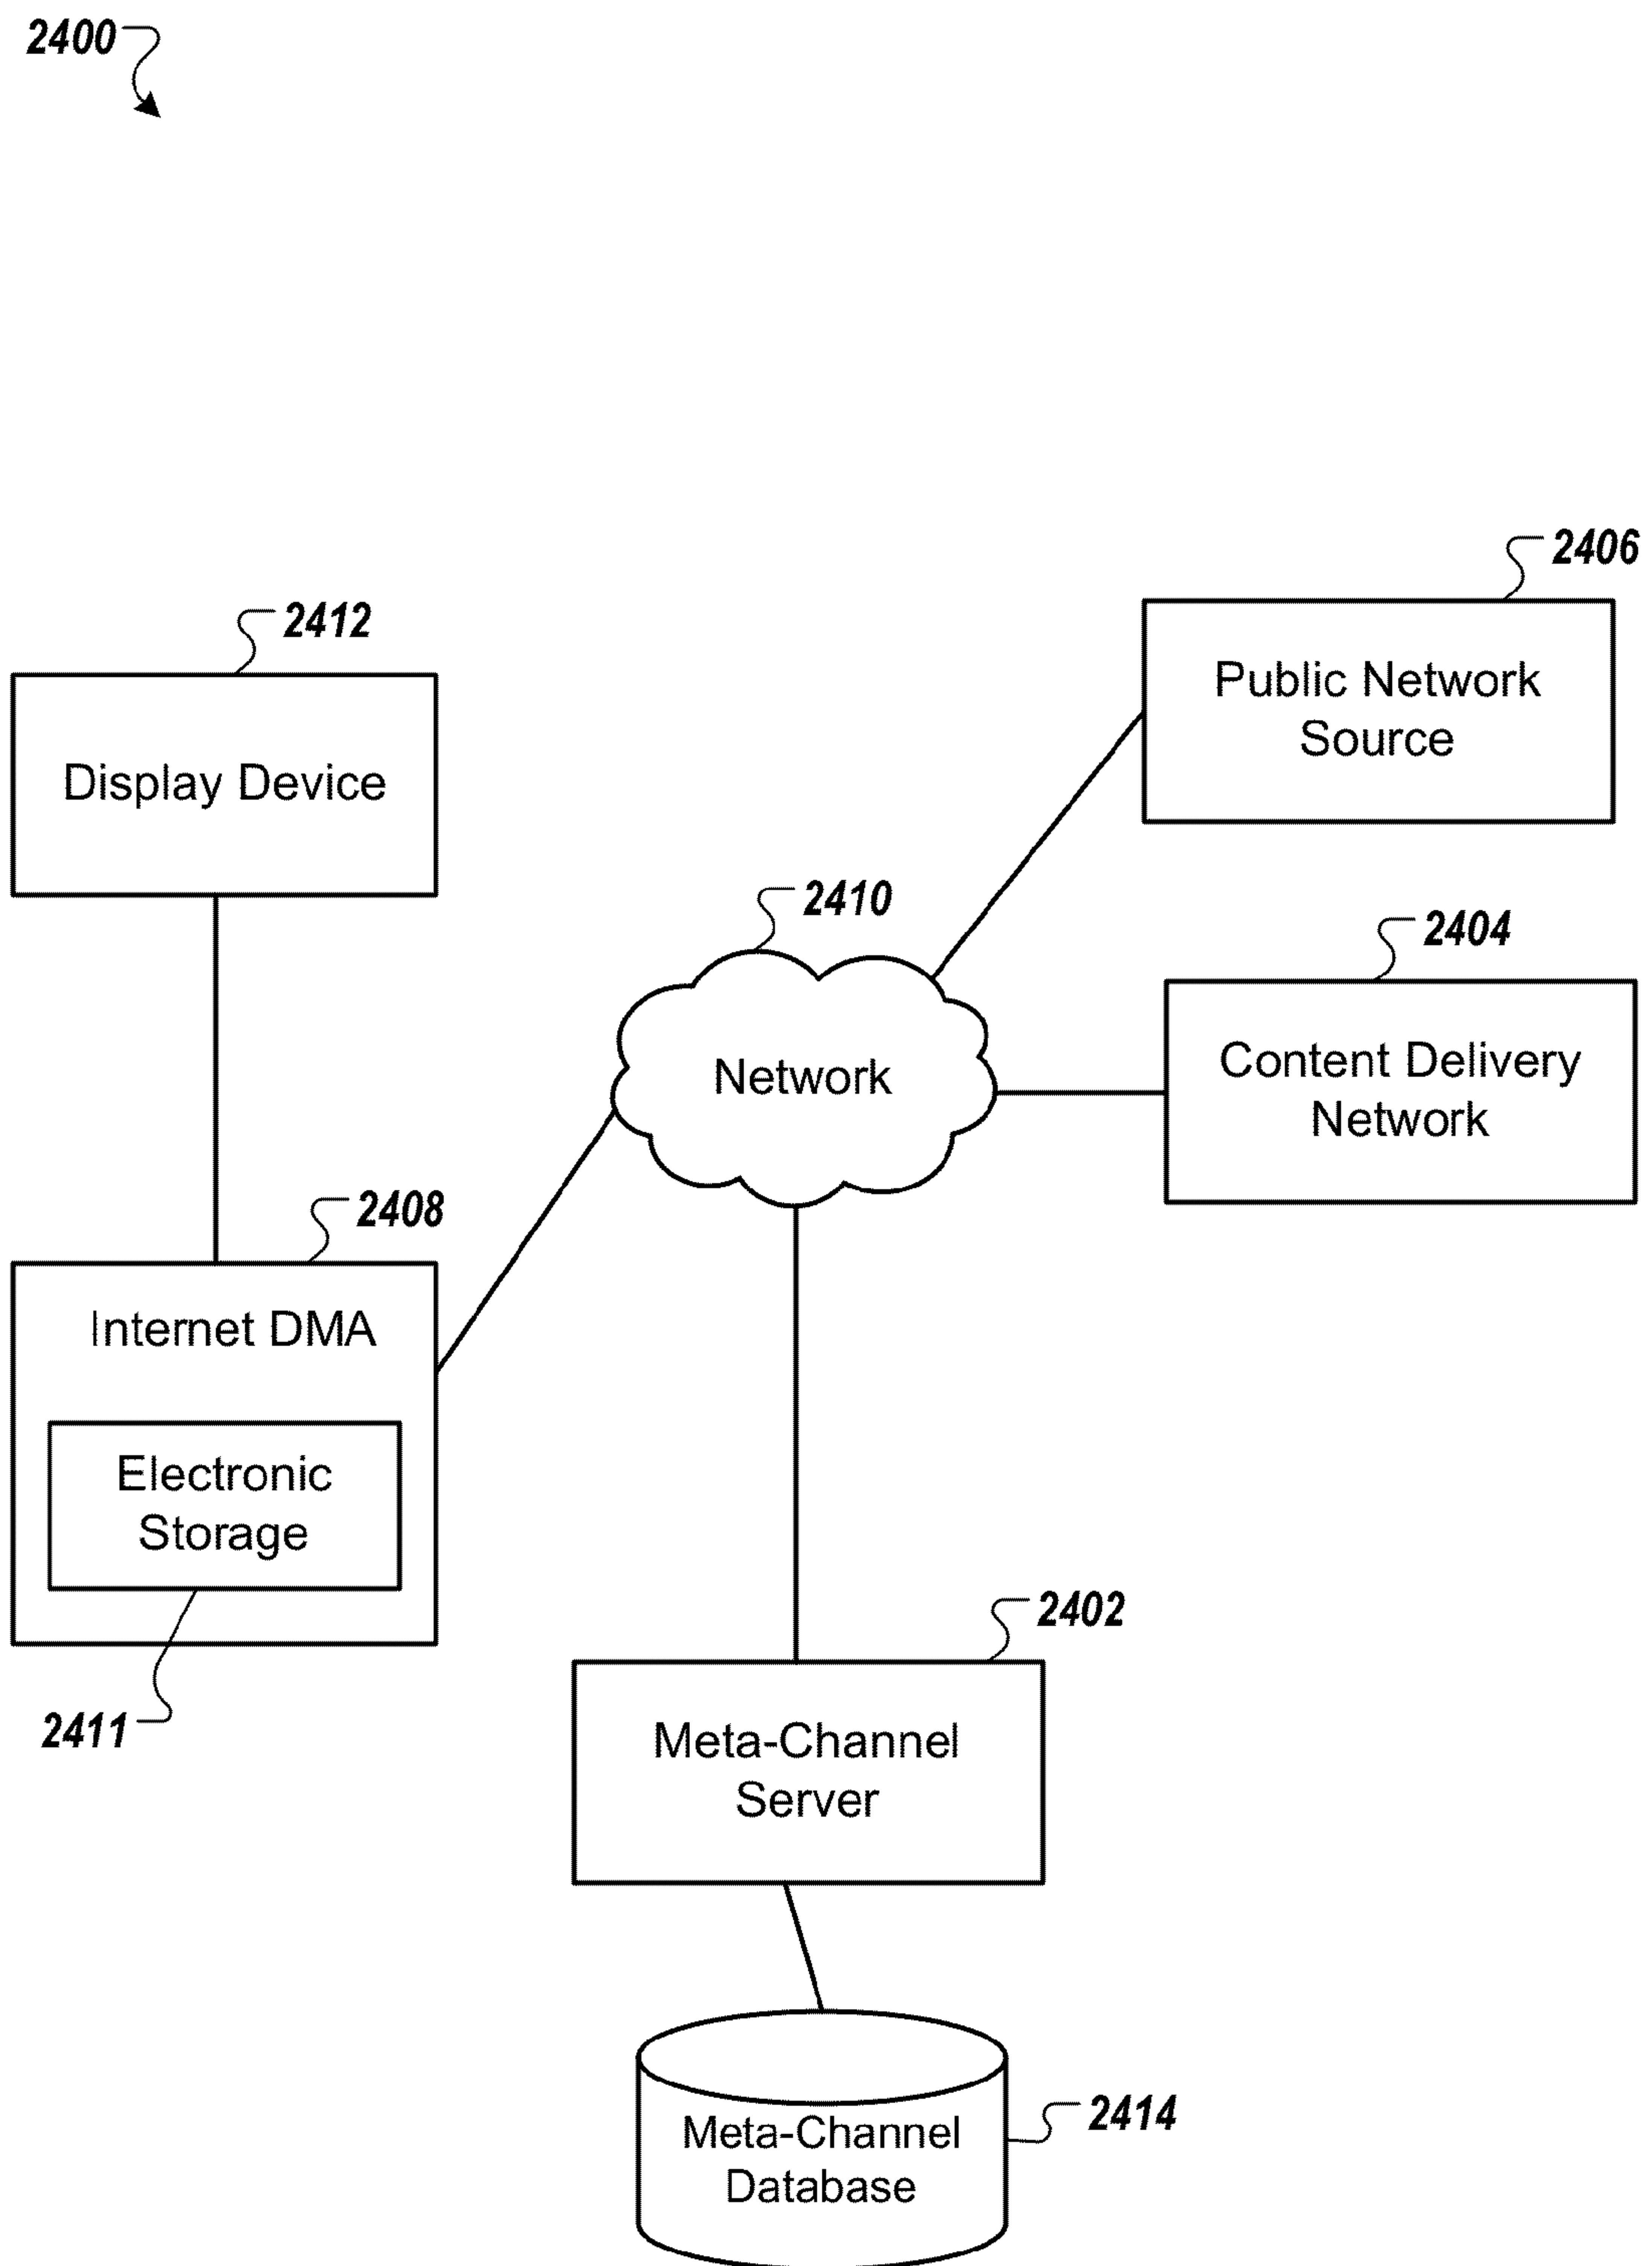 2400
2406
Public Network
Source
2412
Display Device
2410
Network
2404
Content Delivery
Network
2408
Internet DMA
Electronic
Storage
2411
2402
Meta-Channel
Server
2414
Meta-Channel
Database